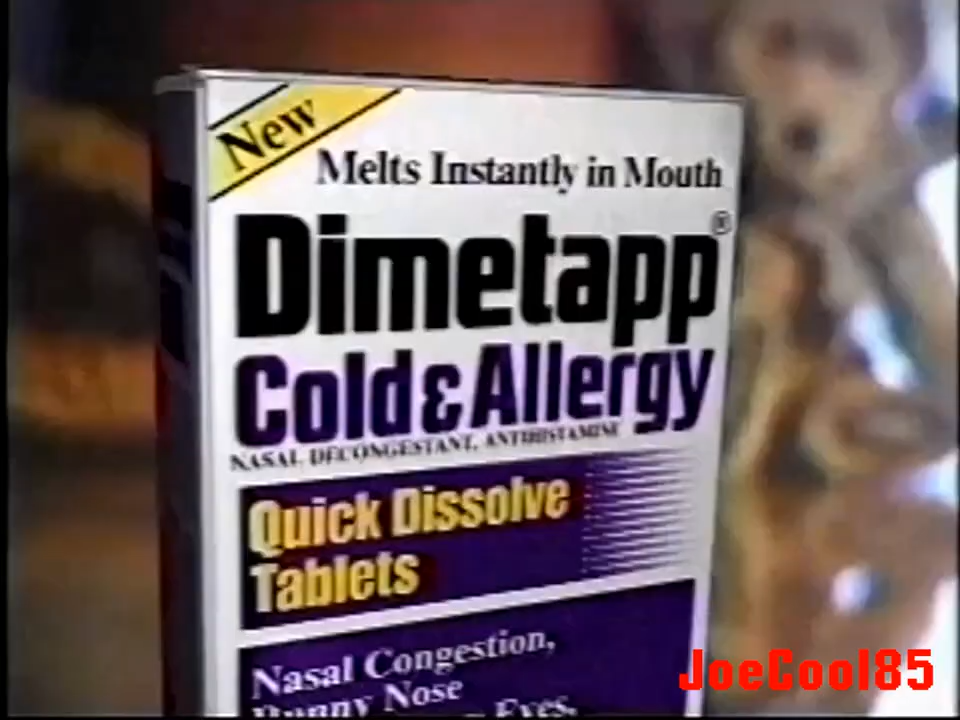 New
Melts Instantly in Mouth
Dimetapp®
Cold & Allergy
NASAL DECONGESTANT, ANTIHISTAMINE
Quick Dissolve
Tablets
Nasal Congestion,
Runny Nose
Eyes,
JoeCool85